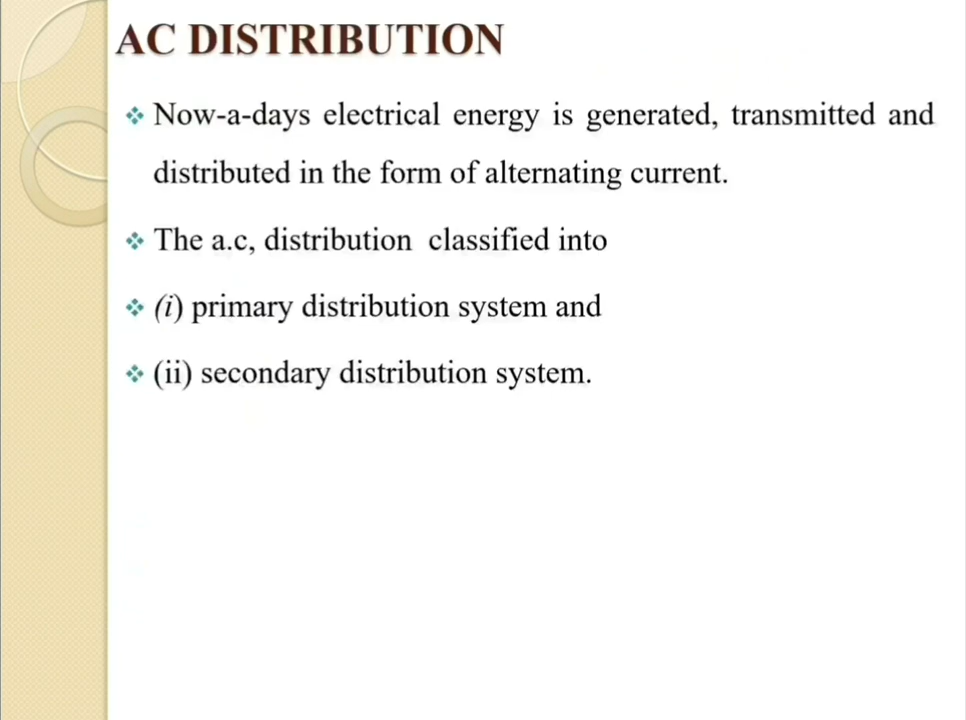 AC DISTRIBUTION
Now-a-days electrical energy is generated, transmitted and
distributed in the form of alternating current.
The a.c, distribution classified into
(i) primary distribution system and
(ii) secondary distribution system.